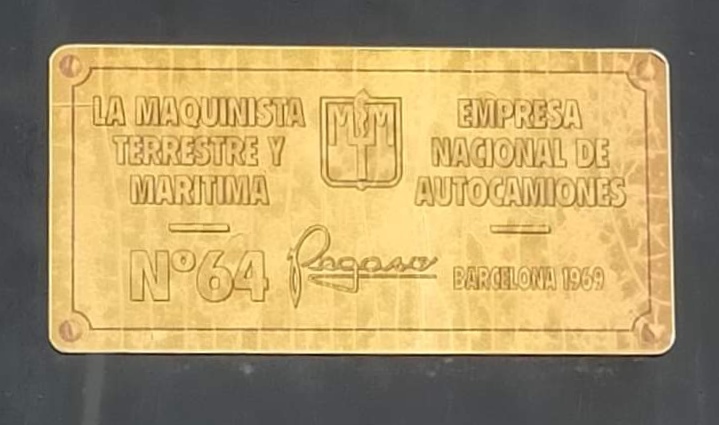 LA MAQUINISTA
TERRESTRE Y
MARITIMA
Nº64
MTM
Pegaso
EMPRESA
NACIONAL DE
AUTOCAMIONES
BARCELONA 1969